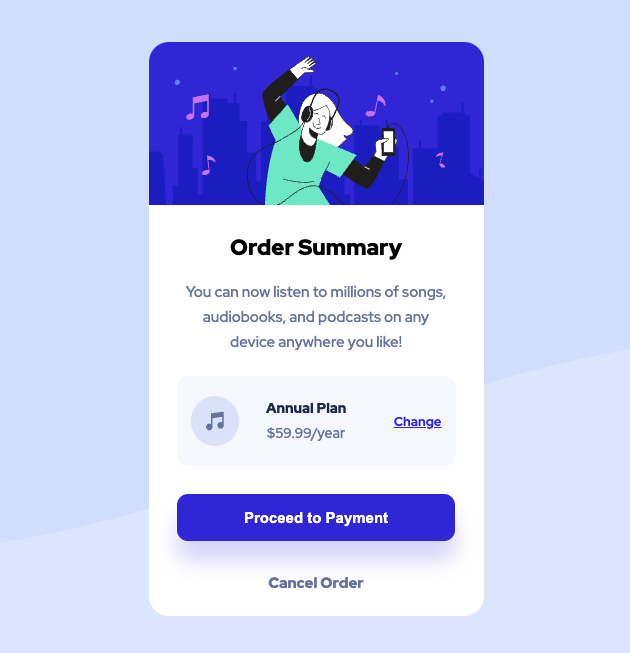 Order Summary
You can now listen to millions of songs,
audiobooks, and podcasts on any
device anywhere you like!
Annual Plan
$59.99/year
Change
Proceed to Payment
Cancel Order